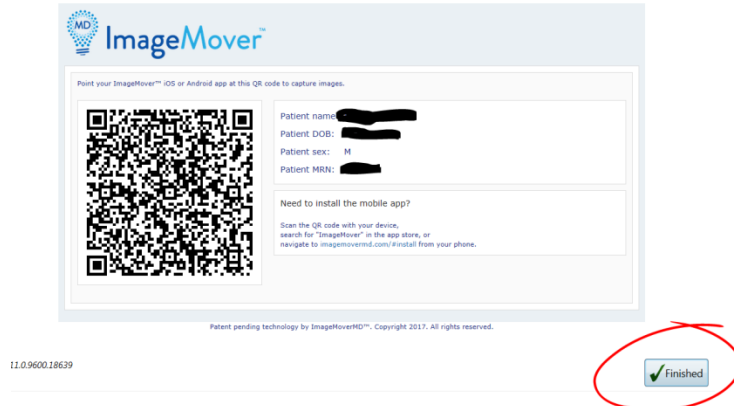 MD
ImageMover™
Point your ImageMover™ iOS or Android app at this QR code to capture images.
Patient name
Patient DOB:
Patient sex: M
Patient MRN:
Need to install the mobile app?
Scan the QR code with your device,
search for "ImageMover" in the app store, or
navigate to imagemovermd.com/#install from your phone.
Patent pending technology by ImageMoverMD™. Copyright 2017. All rights reserved.
11.0.9600.18639
Finished